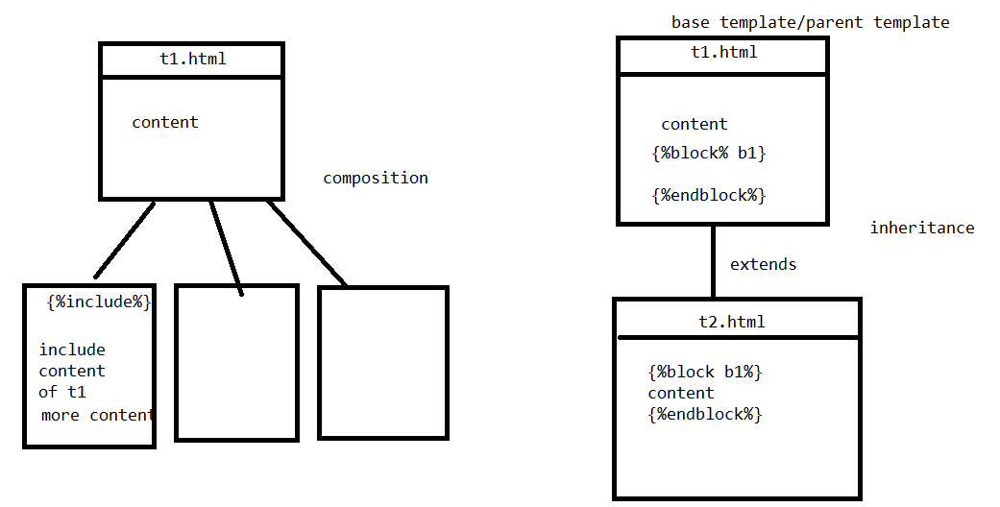 t1.html
content
composition
{%include%}
include
content
of t1
more content
base template/parent template
t1.html
content
{%block% b1}
{%endblock%}
inheritance
extends
t2.html
{%block b1%}
content
{%endblock%}